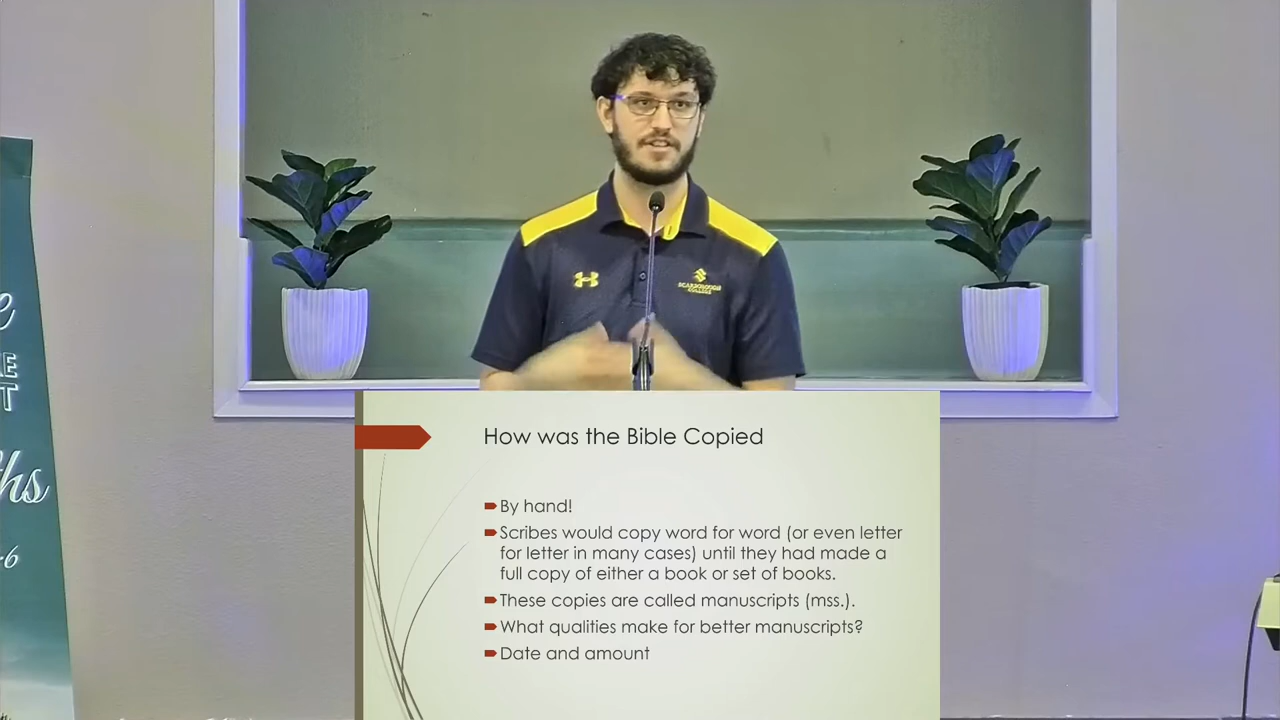 SCARBOROUGH
COLLEGE
How was the Bible Copied
By hand!
Scribes would copy word for word (or even letter
for letter in many cases) until they had made a
full copy of either a book or set of books.
These copies are called manuscripts (mss.).
What qualities make for better manuscripts?
Date and amount